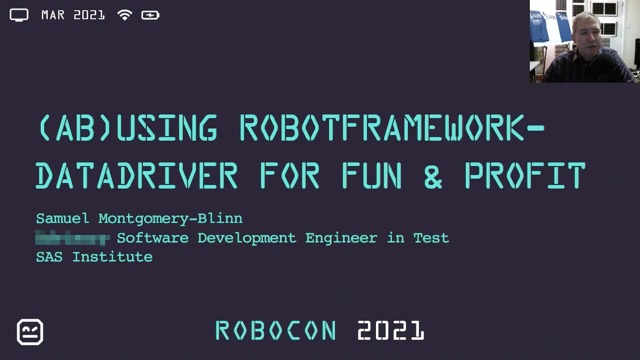 MAR 2021
(AB)USING ROBOTFRAMEWORK-
DATADRIVER FOR FUN & PROFIT
Samuel Montgomery-Blinn
Software Development Engineer in Test
SAS Institute
ROBOCON 2021